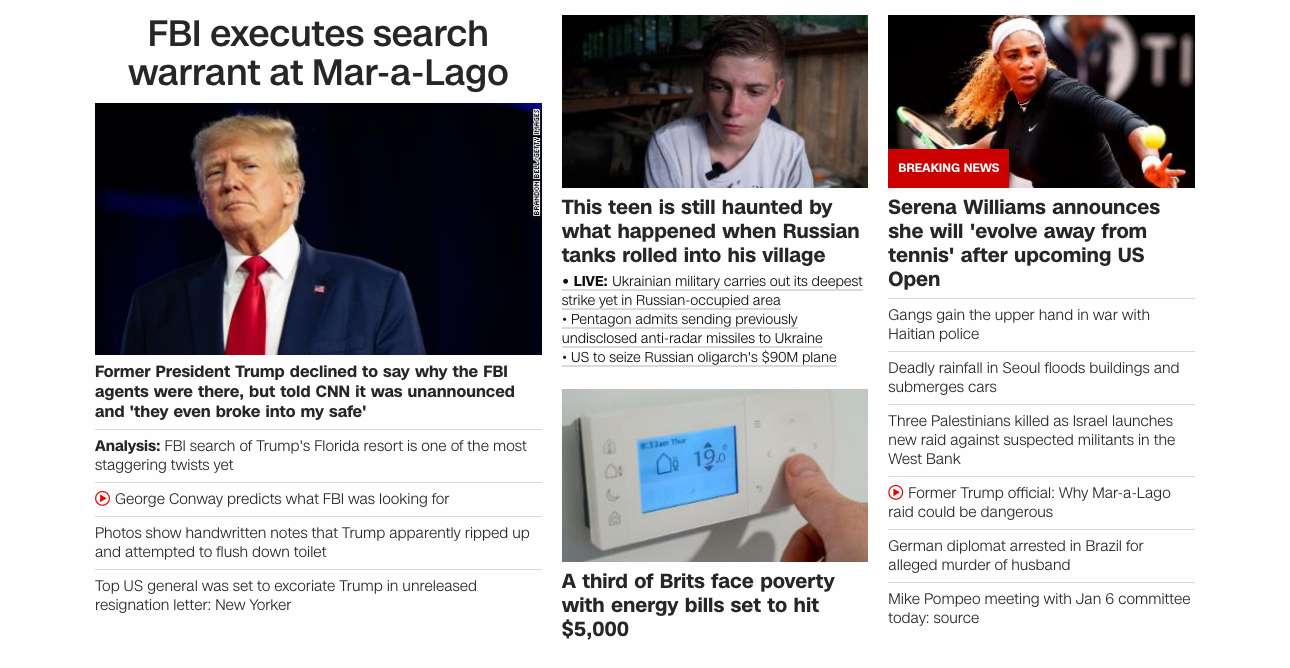 FBI executes search
warrant at Mar-a-Lago
BRANDON BELL/GETTY IMAGES
Former President Trump declined to say why the FBI
agents were there, but told CNN it was unannounced
and 'they even broke into my safe'
Analysis: FBI search of Trump's Florida resort is one of the most
staggering twists yet
George Conway predicts what FBI was looking for
Photos show handwritten notes that Trump apparently ripped up
and attempted to flush down toilet
Top US general was set to excoriate Trump in unreleased
resignation letter: New Yorker
This teen is still haunted by
what happened when Russian
tanks rolled into his village
• LIVE: Ukrainian military carries out its deepest
strike yet in Russian-occupied area
• Pentagon admits sending previously
undisclosed anti-radar missiles to Ukraine
• US to seize Russian oligarch's $90M plane
9:33am Thu
19.0°
A third of Brits face poverty
with energy bills set to hit
$5,000
TI
BREAKING NEWS
Serena Williams announces
she will 'evolve away from
tennis' after upcoming US
Open
Gangs gain the upper hand in war with
Haitian police
Deadly rainfall in Seoul floods buildings and
submerges cars
Three Palestinians killed as Israel launches
new raid against suspected militants in the
West Bank
Former Trump official: Why Mar-a-Lago
raid could be dangerous
German diplomat arrested in Brazil for
alleged murder of husband
Mike Pompeo meeting with Jan 6 committee
today: source